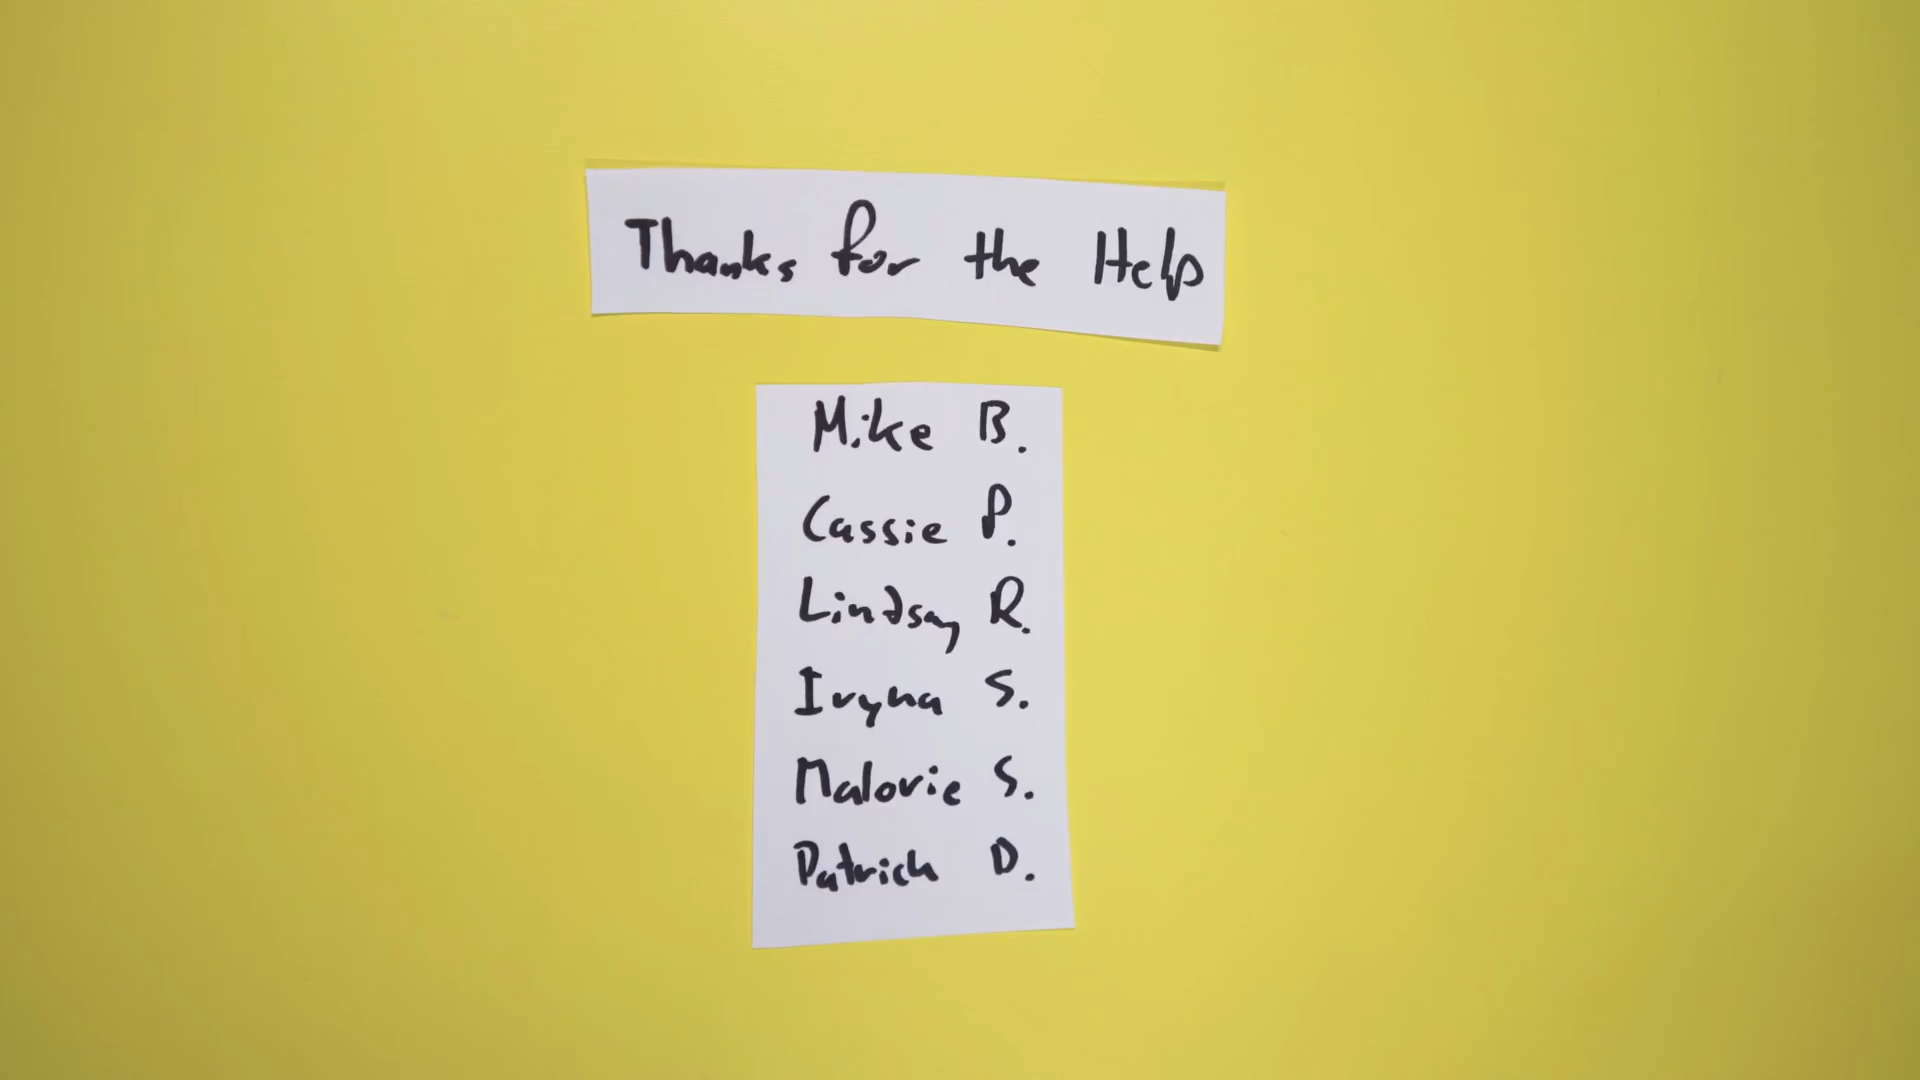 Thanks for the Help
Mike B.
Cassie P.
Lindsay R.
Iryna S.
Malorie S.
Patrick D.